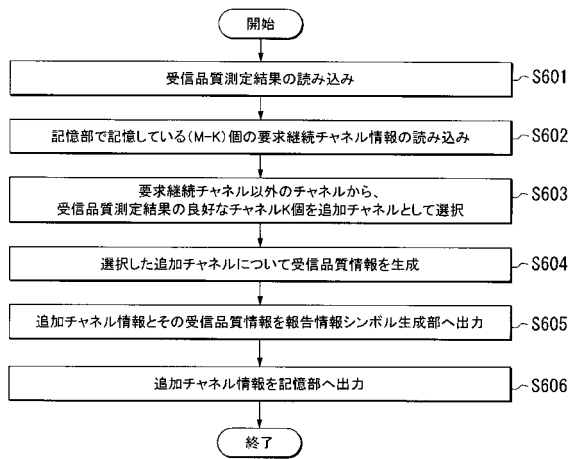 開始
受信品質測定結果の読み込み
S601
記憶部で記憶している(M-K)個の要求継続チャネル情報の読み込み
S602
要求継続チャネル以外のチャネルから、
受信品質測定結果の良好なチャネルK個を追加チャネルとして選択
S603
選択した追加チャネルについて受信品質情報を生成
S604
追加チャネル情報とその受信品質情報を報告情報シンボル生成部へ出力
S605
追加チャネル情報を記憶部へ出力
S606
終了